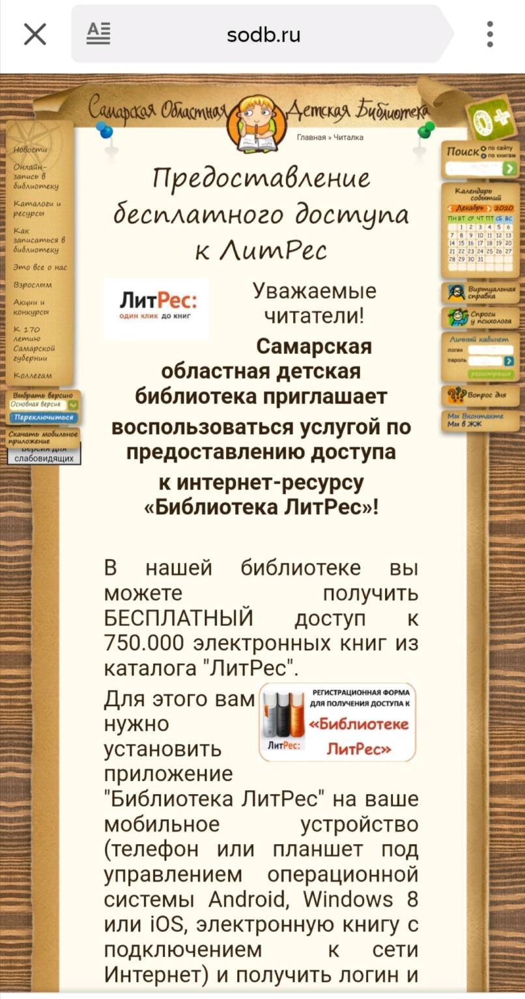 sodb.ru
Самарская Областная Детская Библиотека
0+
Главная » Читалка
Новости
Онлайн-
запись в
библиотеку
Каталоги и
ресурсы
Как
записаться в
библиотеку
Это все о нас
Взрослым
Акции и
конкурсы
К 170
летию
Самарской
губернии
Коллегам
Выбрать версию
Основная версия
Переключиться
Скачать мобильное
приложение
Версия для
слабовидящих
Предоставление
бесплатного доступа
к ЛитРес
ЛитРес:
один клик до книг
Уважаемые
читатели!
Самарская
областная детская
библиотека приглашает
воспользоваться услугой по
предоставлению доступа
к интернет-ресурсу
«Библиотека ЛитРес»!
В нашей библиотеке вы
можете получить
БЕСПЛАТНЫЙ доступ к
750.000 электронных книг из
каталога "ЛитРес".
Для этого вам
нужно
установить
приложение
"Библиотека ЛитРес" на ваше
мобильное устройство
(телефон или планшет под
управлением операционной
системы Android, Windows 8
или iOS, электронную книгу с
подключением к сети
Интернет) и получить логин и
РЕГИСТРАЦИОННАЯ ФОРМА
ДЛЯ ПОЛУЧЕНИЯ ДОСТУПА К
«Библиотеке
ЛитРес»
ЛитРес:
Поиск
по сайту
по книгам
Календарь
событий
Декабрь 2020
ПН ВТ СР ЧТ ПТ СБ ВС
1 2 3 4 5 6
7 8 9 10 11 12 13
14 15 16 17 18 19 20
21 22 23 24 25 26 27
28 29 30 31
Виртуальная
справка
Спроси
у психолога
Личный кабинет
логин
пароль
регистрация
Вопрос дня
Мы Вконтакте
Мы в ЖЖ